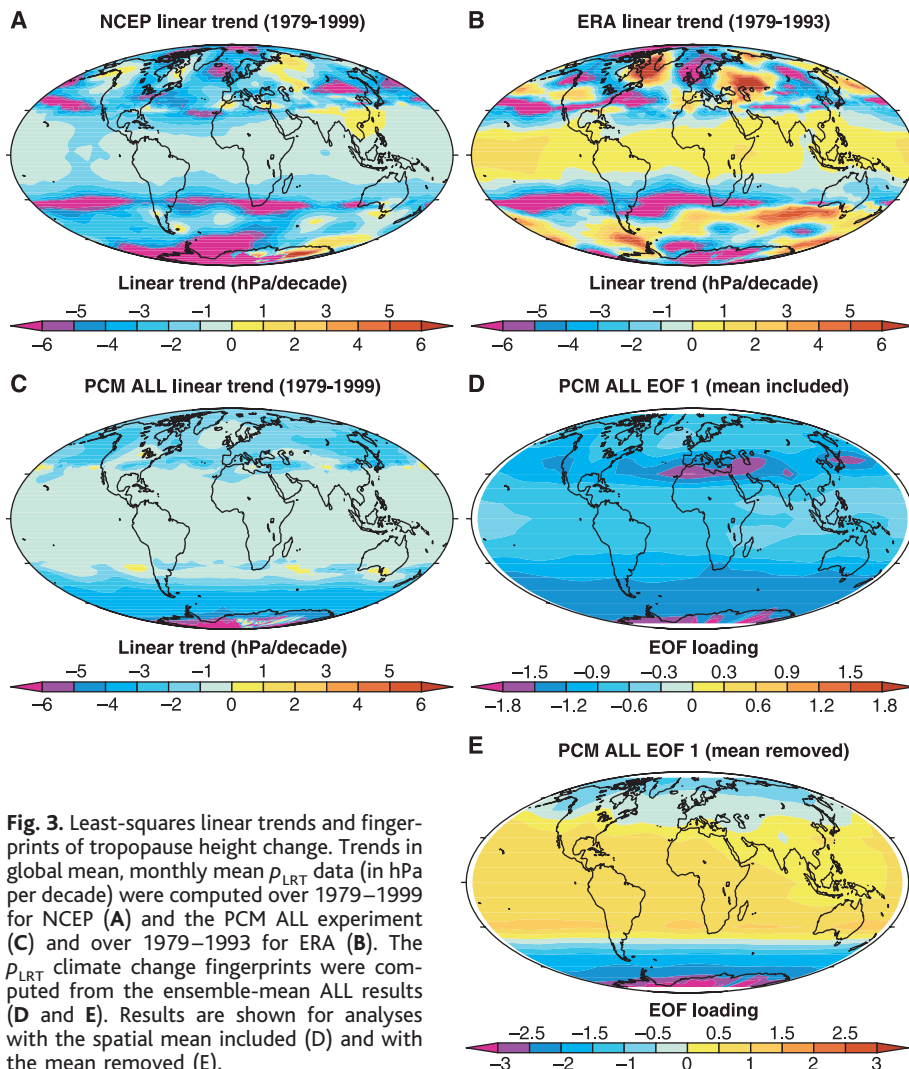 A
NCEP linear trend (1979-1999)
Linear trend (hPa/decade)
−5 −3 −1 1 3 5
−6 −4 −2 0 2 4 6
B
ERA linear trend (1979-1993)
Linear trend (hPa/decade)
−5 −3 −1 1 3 5
−6 −4 −2 0 2 4 6
C
PCM ALL linear trend (1979-1999)
Linear trend (hPa/decade)
−5 −3 −1 1 3 5
−6 −4 −2 0 2 4 6
D
PCM ALL EOF 1 (mean included)
EOF loading
−1.5 −0.9 −0.3 0.3 0.9 1.5
−1.8 −1.2 −0.6 0 0.6 1.2 1.8
E
PCM ALL EOF 1 (mean removed)
EOF loading
−2.5 −1.5 −0.5 0.5 1.5 2.5
−3 −2 −1 0 1 2 3
Fig. 3. Least-squares linear trends and finger-
prints of tropopause height change. Trends in
global mean, monthly mean pLRT data (in hPa
per decade) were computed over 1979–1999
for NCEP (A) and the PCM ALL experiment
(C) and over 1979–1993 for ERA (B). The
pLRT climate change fingerprints were com-
puted from the ensemble-mean ALL results
(D and E). Results are shown for analyses
with the spatial mean included (D) and with
the mean removed (E).